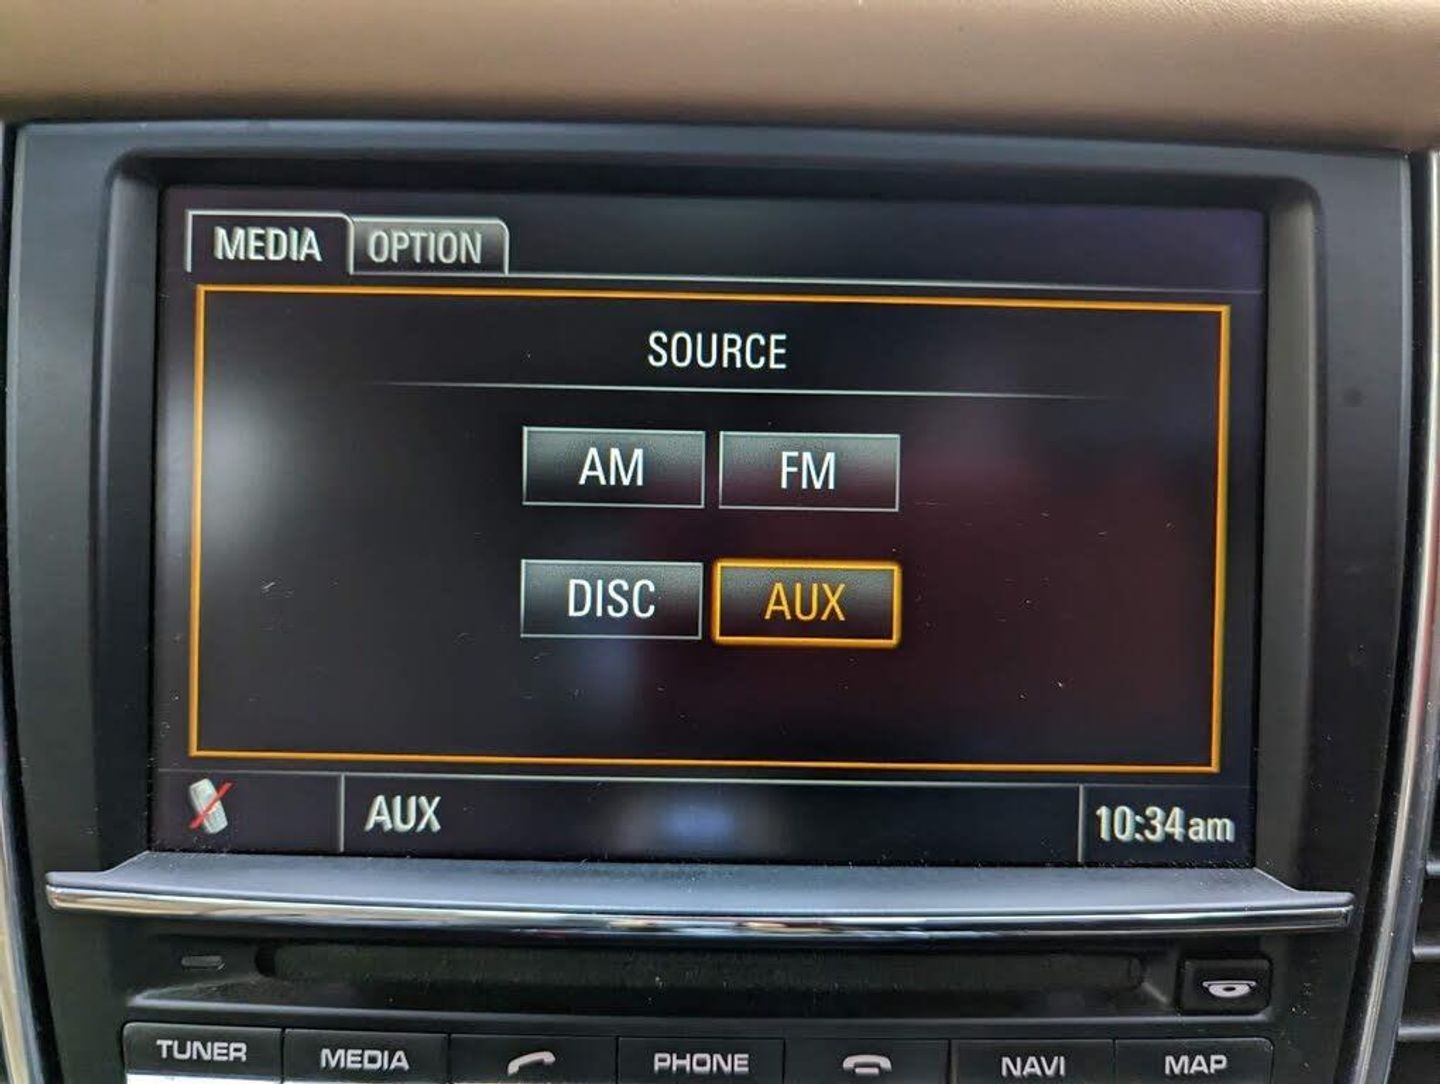 MEDIA OPTION
SOURCE
AM FM
DISC AUX
AUX 10:34am
TUNER MEDIA PHONE NAVI MAP